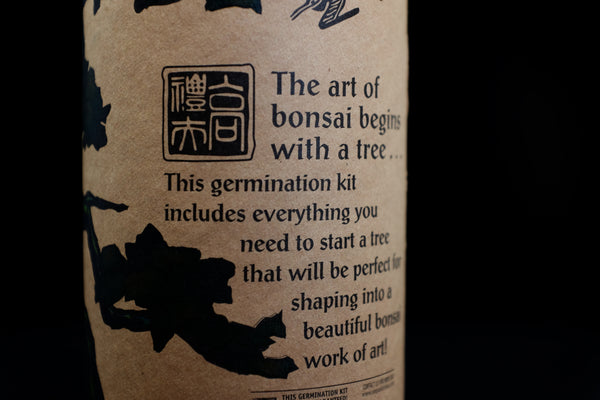 The art of
bonsai begins
with a tree . . .
This germination kit
includes everything you
need to start a tree
that will be perfect for
shaping into a
beautiful bonsai
work of art!
THIS GERMINATION KIT